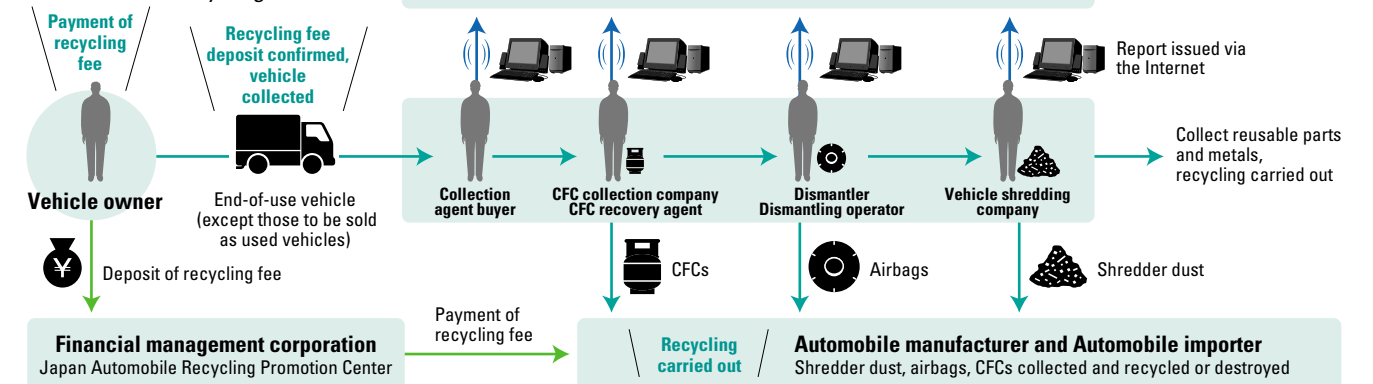 Payment of
recycling
fee
Recycling fee
deposit confirmed,
vehicle
collected
Report issued via
the Internet
Vehicle owner
End-of-use vehicle
(except those to be sold
as used vehicles)
Collection
agent buyer
CFC collection company
CFC recovery agent
Dismantler
Dismantling operator
Vehicle shredding
company
Collect reusable parts
and metals,
recycling carried out
¥
Deposit of recycling fee
CFCs
Airbags
Shredder dust
Financial management corporation
Japan Automobile Recycling Promotion Center
Payment of
recycling fee
Recycling
carried out
Automobile manufacturer and Automobile importer
Shredder dust, airbags, CFCs collected and recycled or destroyed